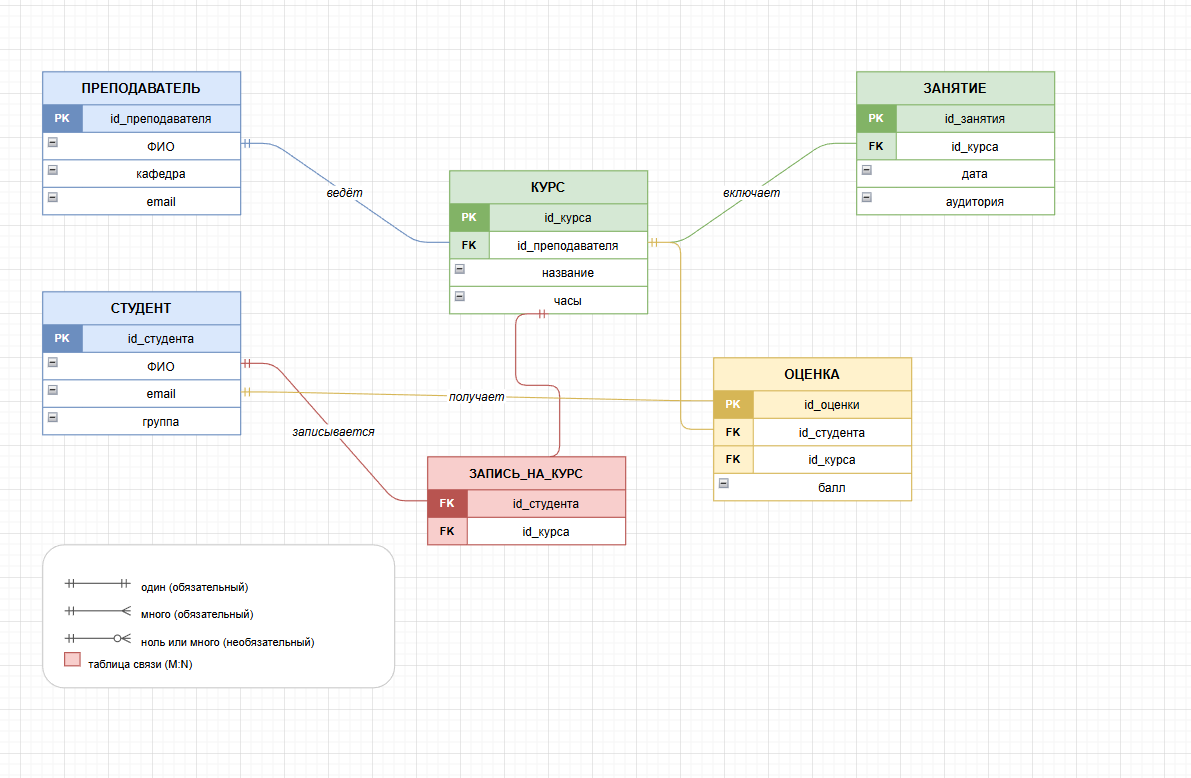 ПРЕПОДАВАТЕЛЬ
PK id_преподавателя
ФИО
кафедра
email
ведёт
КУРС
PK id_курса
FK id_преподавателя
название
часы
включает
ЗАНЯТИЕ
PK id_занятия
FK id_курса
дата
аудитория
СТУДЕНТ
PK id_студента
ФИО
email
группа
получает
записывается
ОЦЕНКА
PK id_оценки
FK id_студента
FK id_курса
балл
ЗАПИСЬ_НА_КУРС
FK id_студента
FK id_курса
один (обязательный)
много (обязательный)
ноль или много (необязательный)
таблица связи (M:N)